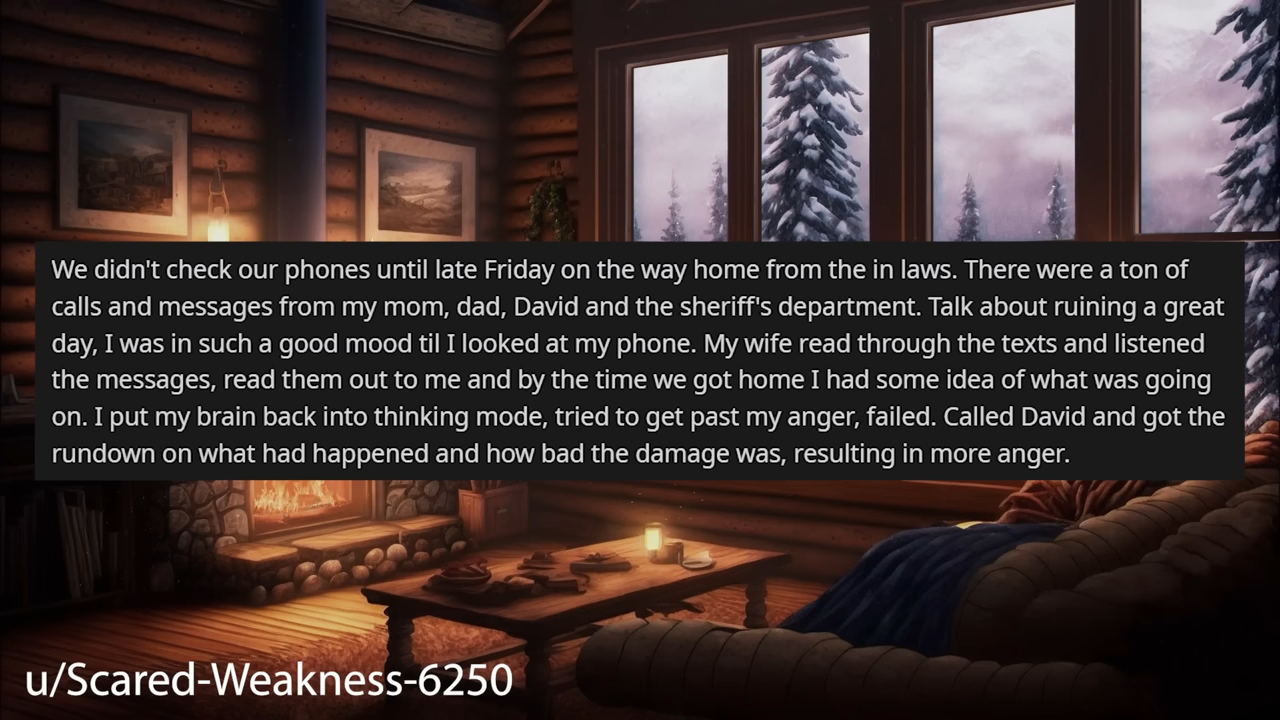 We didn't check our phones until late Friday on the way home from the in laws. There were a ton of
calls and messages from my mom, dad, David and the sheriff's department. Talk about ruining a great
day, I was in such a good mood til I looked at my phone. My wife read through the texts and listened
the messages, read them out to me and by the time we got home I had some idea of what was going
on. I put my brain back into thinking mode, tried to get past my anger, failed. Called David and got the
rundown on what had happened and how bad the damage was, resulting in more anger.
u/Scared-Weakness-6250